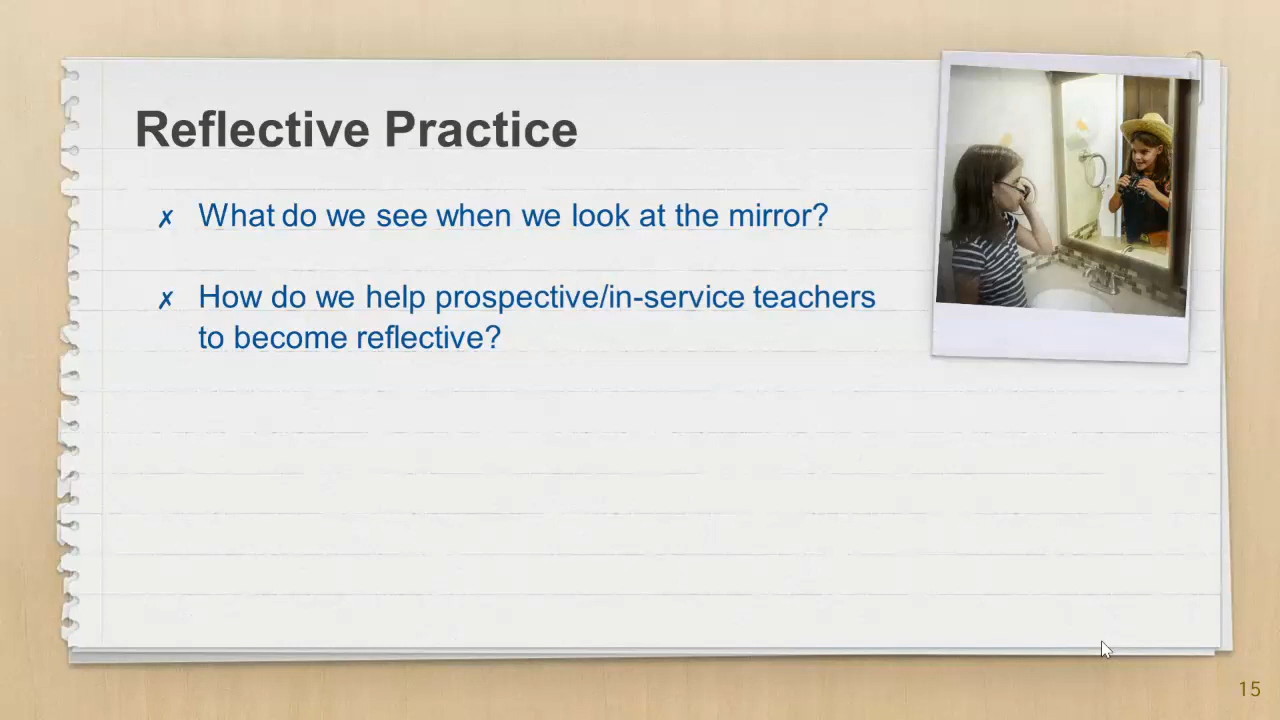 Reflective Practice
✗ What do we see when we look at the mirror?
✗ How do we help prospective/in-service teachers
to become reflective?
15